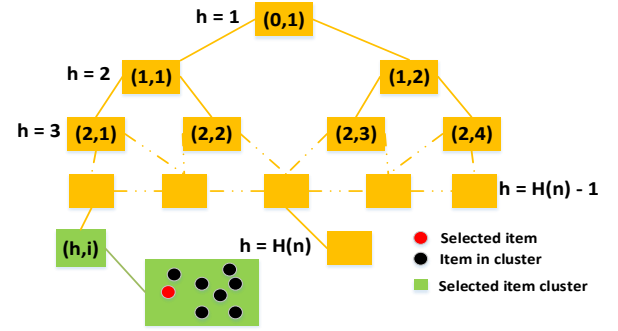 h = 1
(0,1)
h = 2
(1,1)
(1,2)
h = 3
(2,1)
(2,2)
(2,3)
(2,4)
h = H(n) - 1
(h,i)
h = H(n)
Selected item
Item in cluster
Selected item cluster